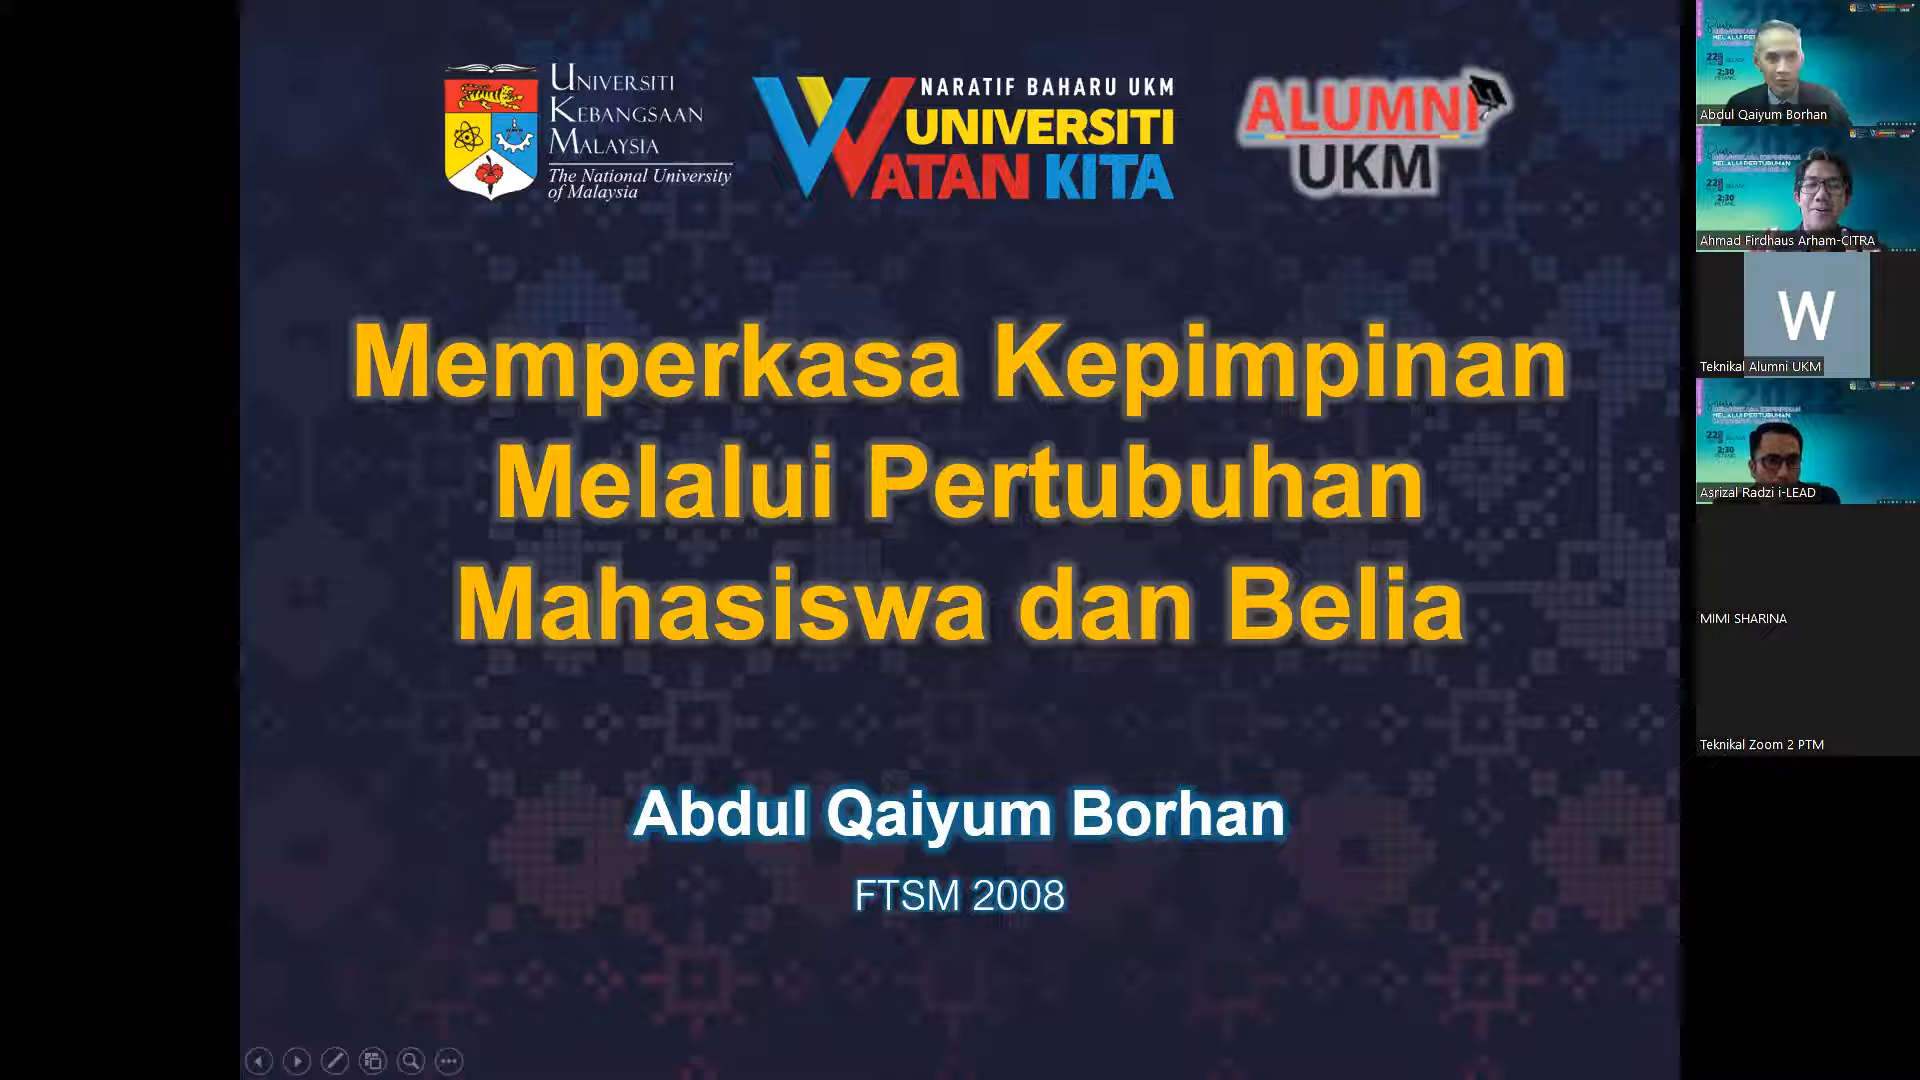 UNIVERSITI
KEBANGSAAN
MALAYSIA
The National University
of Malaysia
NARATIF BAHARU UKM
UNIVERSITI
WATAN KITA
ALUMNI
UKM
Memperkasa Kepimpinan
Melalui Pertubuhan
Mahasiswa dan Belia
Abdul Qaiyum Borhan
FTSM 2008
Abdul Qaiyum Borhan
Ahmad Firdhaus Arham-CITRA
W
Teknikal Alumni UKM
Asrizal Radzi i-LEAD
MIMI SHARINA
Teknikal Zoom 2 PTM